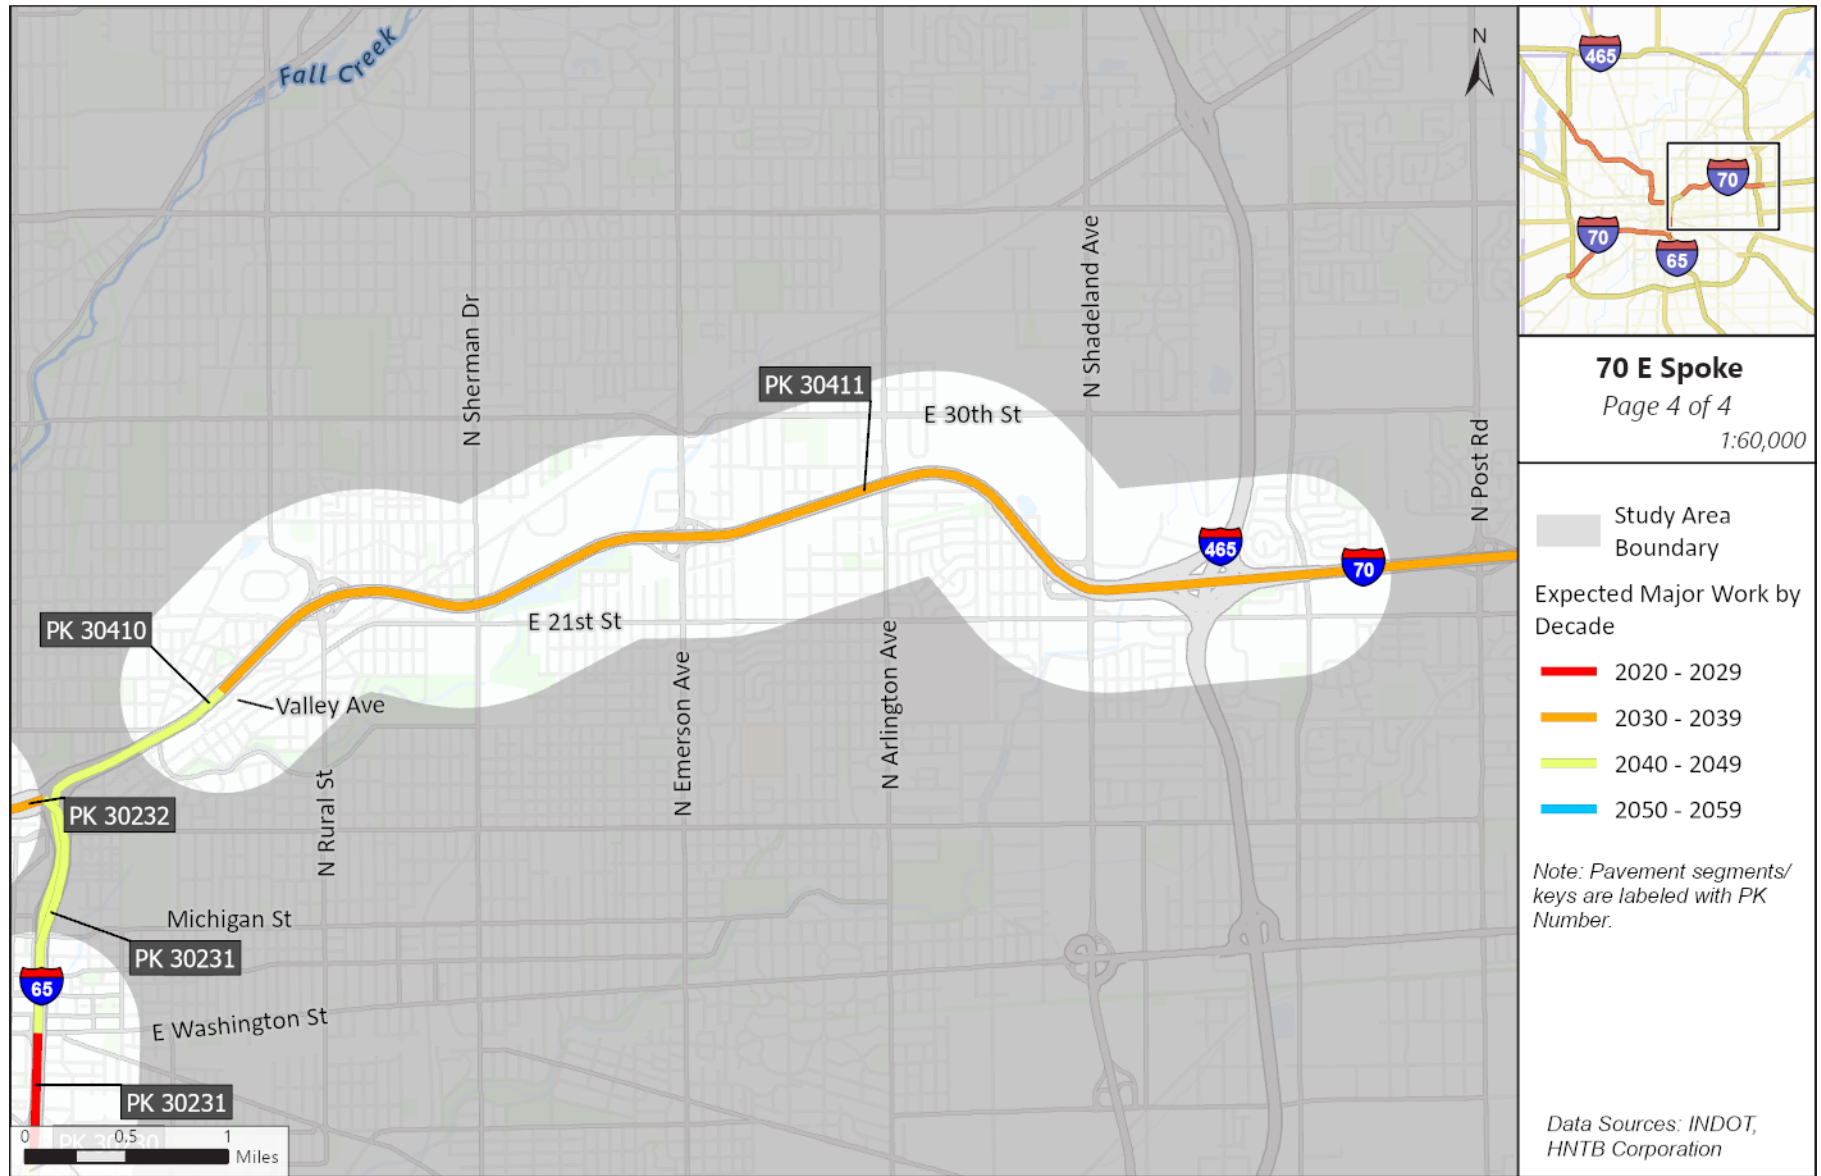 Fall Creek
N
465
70
70
65
N Sherman Dr
N Shadeland Ave
70 E Spoke
Page 4 of 4
1:60,000
PK 30411
E 30th St
N Post Rd
Study Area
Boundary
465
70
Expected Major Work by
Decade
2020 - 2029
2030 - 2039
2040 - 2049
2050 - 2059
PK 30410
E 21st St
Valley Ave
N Rural St
N Emerson Ave
N Arlington Ave
PK 30232
Note: Pavement segments/
keys are labeled with PK
Number.
Michigan St
PK 30231
65
E Washington St
PK 30231
PK 30230
0 0.5 1
Miles
Data Sources: INDOT,
HNTB Corporation